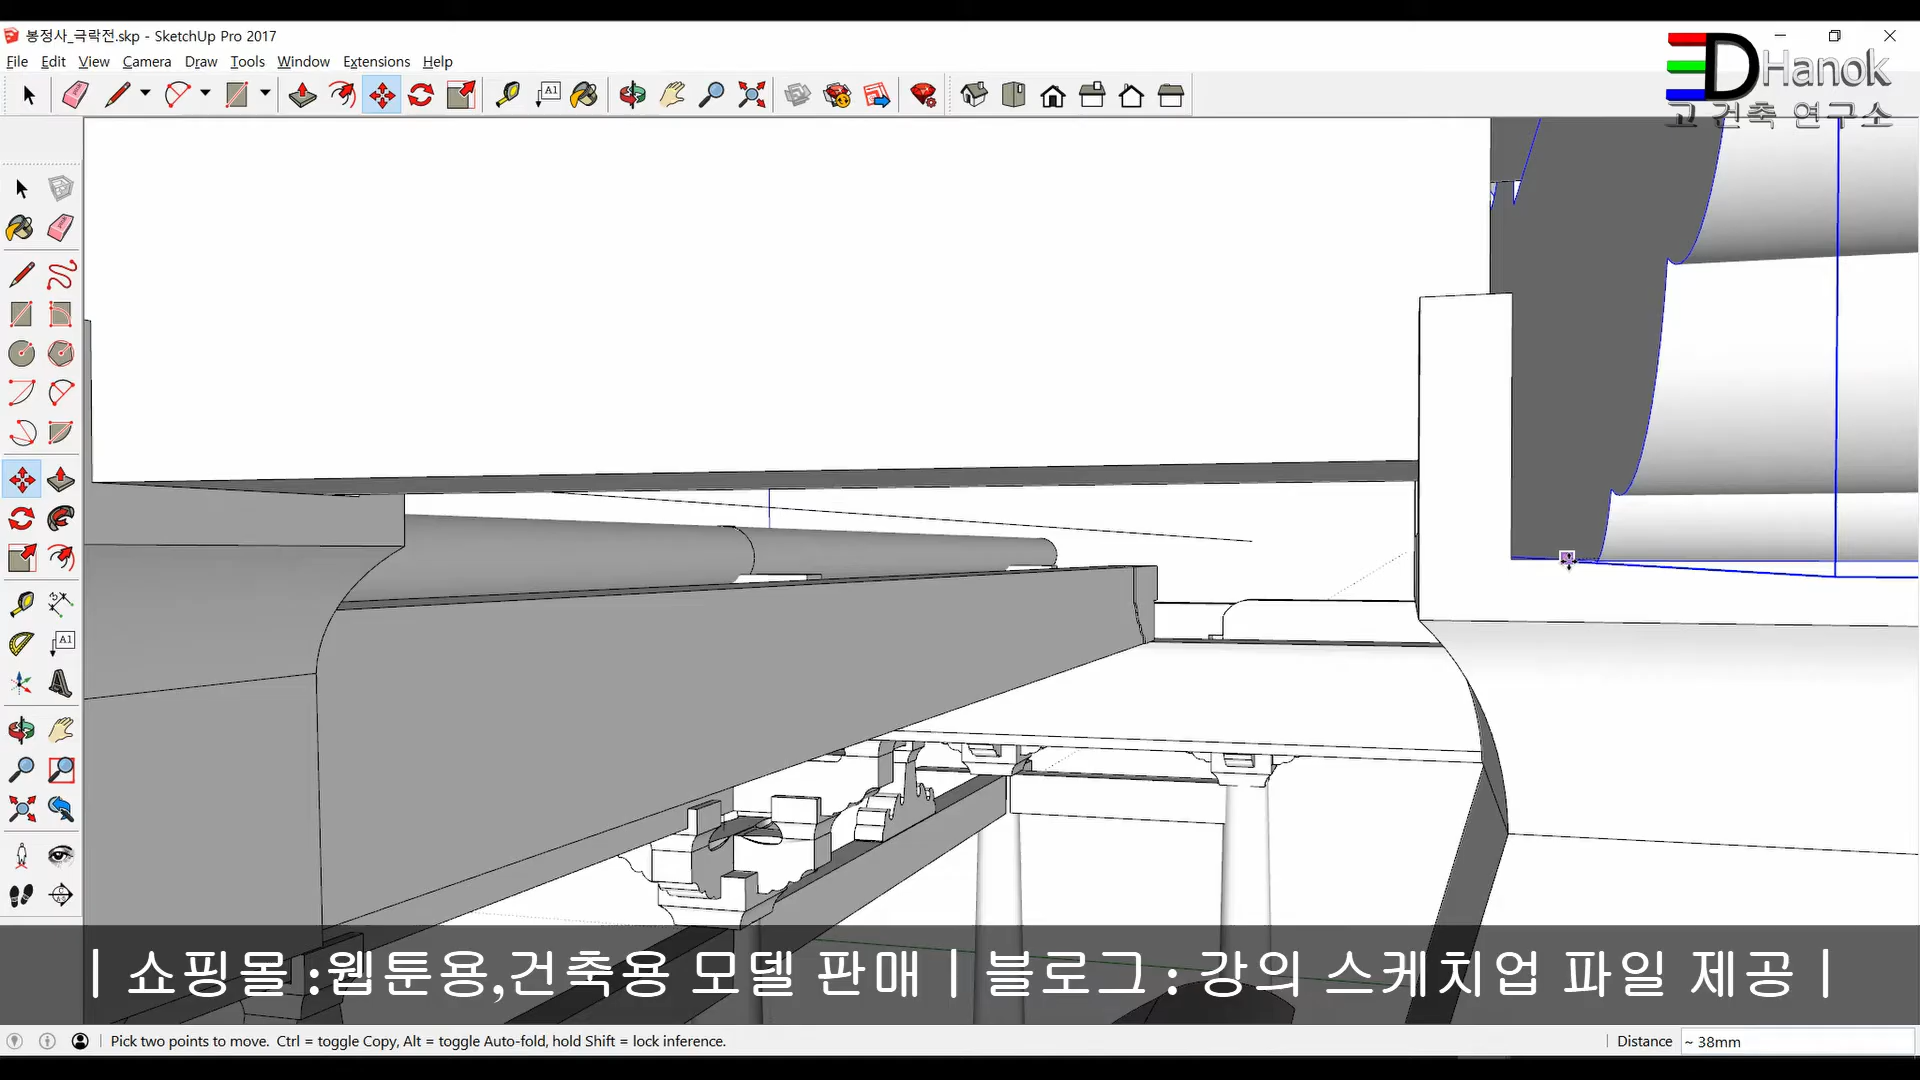 봉정사_극락전.skp - SketchUp Pro 2017
File Edit View Camera Draw Tools Window Extensions Help
DHanok
고 건축 연구소
A1
A1
| 쇼핑몰 :웹툰용,건축용 모델 판매 | 블로그 : 강의 스케치업 파일 제공 |
Pick two points to move. Ctrl = toggle Copy, Alt = toggle Auto-fold, hold Shift = lock inference.
Distance ~ 38mm